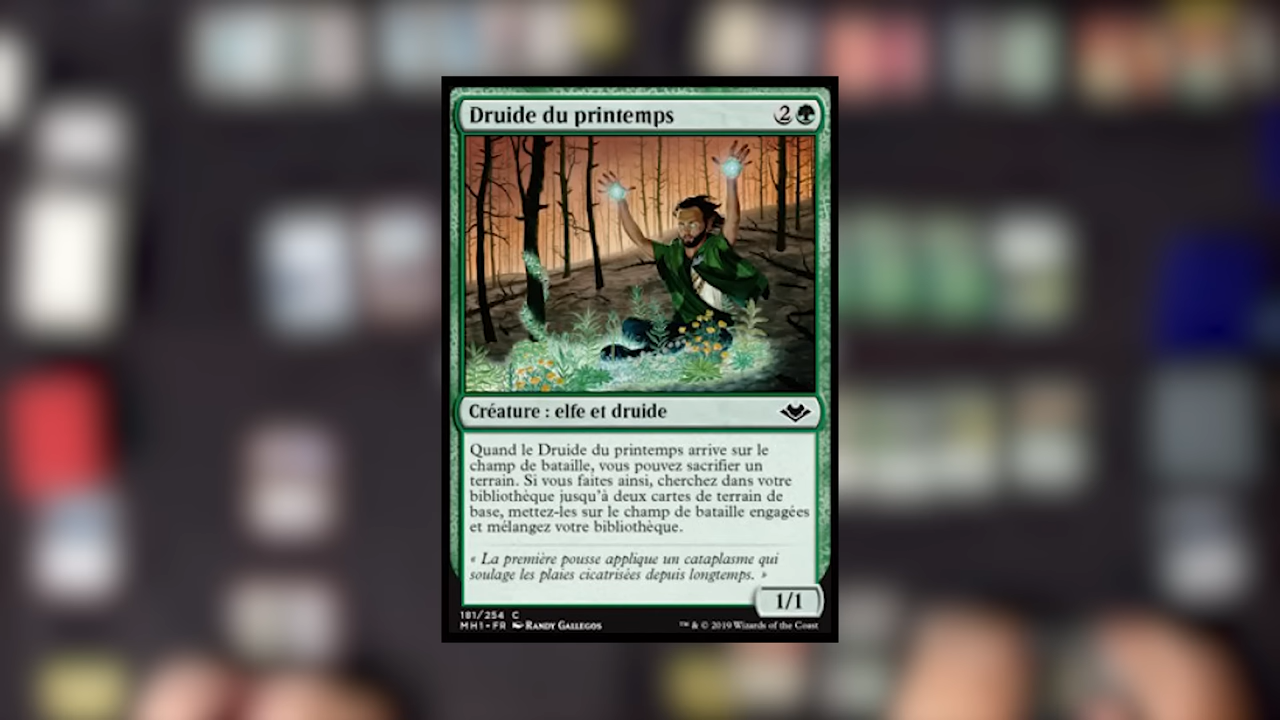 Druide du printemps 2
Créature : elfe et druide
Quand le Druide du printemps arrive sur le
champ de bataille, vous pouvez sacrifier un
terrain. Si vous faites ainsi, cherchez dans votre
bibliothèque jusqu'à deux cartes de terrain de
base, mettez-les sur le champ de bataille engagées
et mélangez votre bibliothèque.
« La première pousse applique un cataplasme qui
soulage les plaies cicatrisées depuis longtemps. »
1/1
181/254 C
MH1 • FR Randy Gallegos ™ & © 2019 Wizards of the Coast